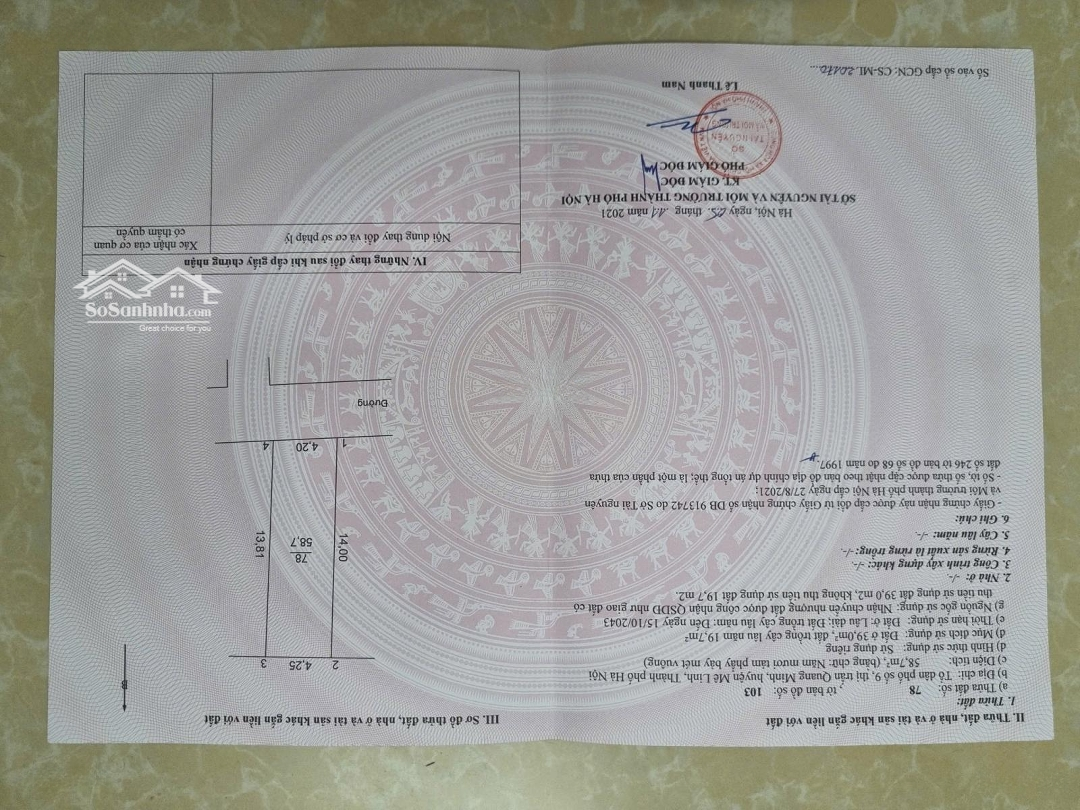 II. Thửa đất, nhà ở và tài sản khác gắn liền với đất
1. Thửa đất:
a) Thửa đất số: 78 , tờ bản đồ số: 103
b) Địa chỉ: Tổ dân phố số 9, thị trấn Quang Minh, huyện Mê Linh, Thành phố Hà Nội
c) Diện tích: 58,7m², (bằng chữ: Năm mươi tám phẩy bảy mét vuông)
d) Hình thức sử dụng: Sử dụng riêng
đ) Mục đích sử dụng: Đất ở 39,0m², đất trồng cây lâu năm 19,7m²
e) Thời hạn sử dụng: Đất ở: Lâu dài; Đất trồng cây lâu năm: Đến ngày 15/10/2043
g) Nguồn gốc sử dụng: Nhận chuyển nhượng đất được công nhận QSDĐ như giao đất có
thu tiền sử dụng đất 39,0 m2, không thu tiền sử dụng đất 19,7 m2.
2. Nhà ở: -/-
3. Công trình xây dựng khác: -/-.
4. Rừng sản xuất là rừng trồng: -/-.
5. Cây lâu năm: -/-
6. Ghi chú:
- Giấy chứng nhận này được cấp đổi từ Giấy chứng nhận số DB 913742 do Sở Tài nguyên
và Môi trường thành phố Hà Nội cấp ngày 27/8/2021;
- Số tờ, số thửa được cập nhật theo bản đồ địa chính dự án tổng thể; là một phần của thửa
đất số 246 tờ bản đồ số 68 đo năm 1997.
Hà Nội, ngày 25 tháng 11 năm 2021
SỞ TÀI NGUYÊN VÀ MÔI TRƯỜNG THÀNH PHỐ HÀ NỘI
KT. GIÁM ĐỐC
PHÓ GIÁM ĐỐC
SỞ
TÀI NGUYÊN
VÀ MÔI TRƯỜNG
Lê Thanh Nam
Số vào sổ cấp GCN: CS-ML 20170
III. Sơ đồ thửa đất, nhà ở và tài sản khác gắn liền với đất
B
2
4,25
3
14,00
78
58,7
13,81
1
4,20
4
Đường
IV. Những thay đổi sau khi cấp giấy chứng nhận
Nội dung thay đổi và cơ sở pháp lý
Xác nhận của cơ quan
có thẩm quyền
SoSanhnha.com
Great choice for you